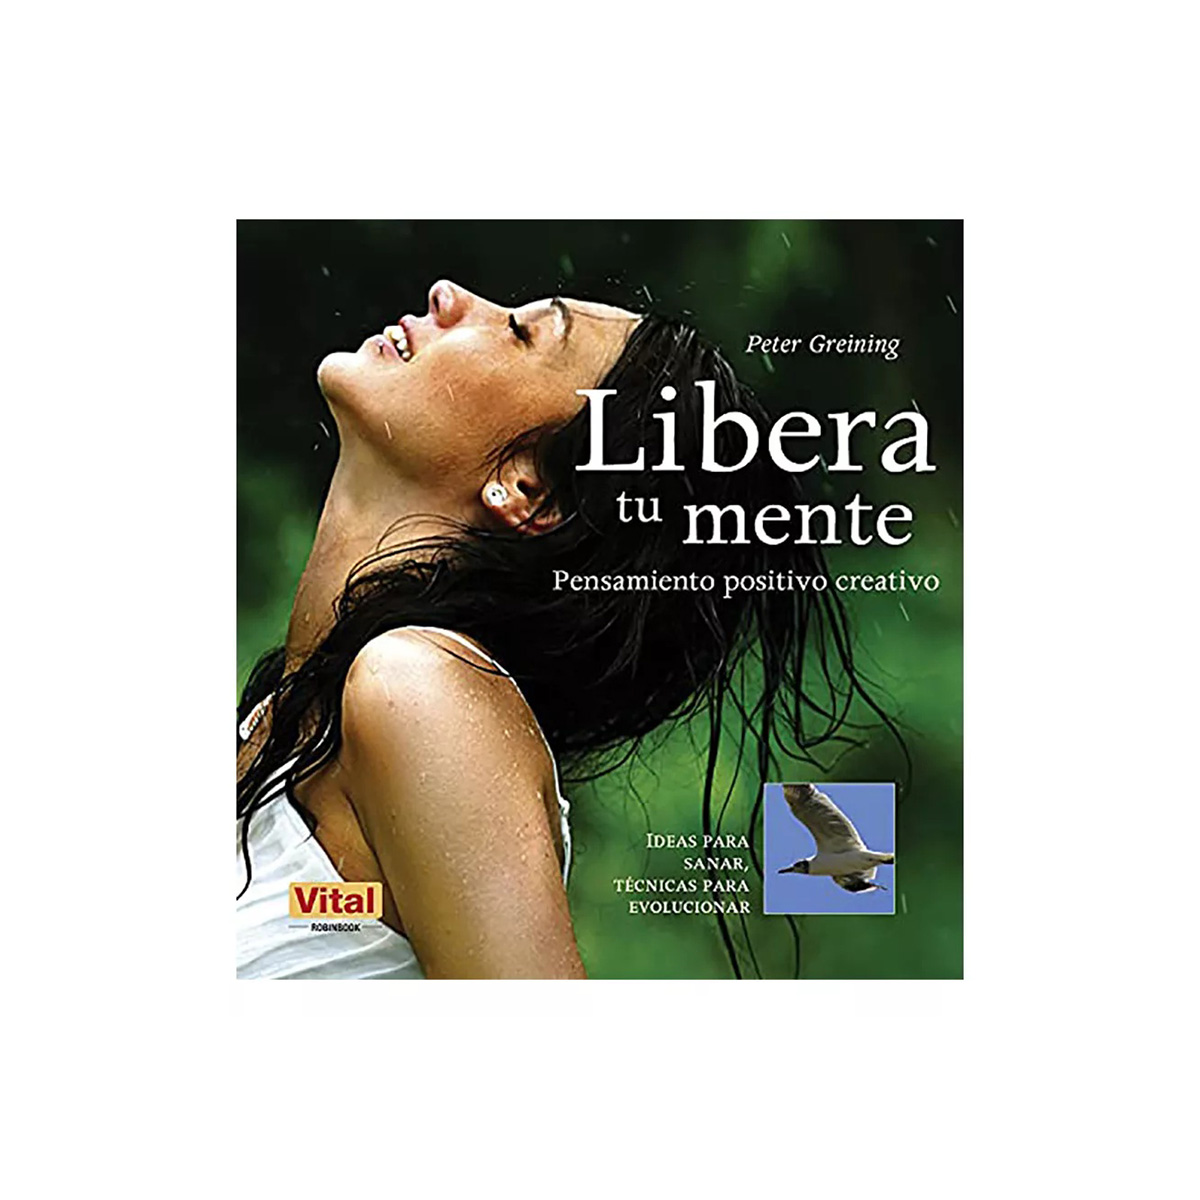 Peter Greining
Libera
tu mente
Pensamiento positivo creativo
IDEAS PARA
SANAR,
TÉCNICAS PARA
EVOLUCIONAR
Vital
ROBINBOOK